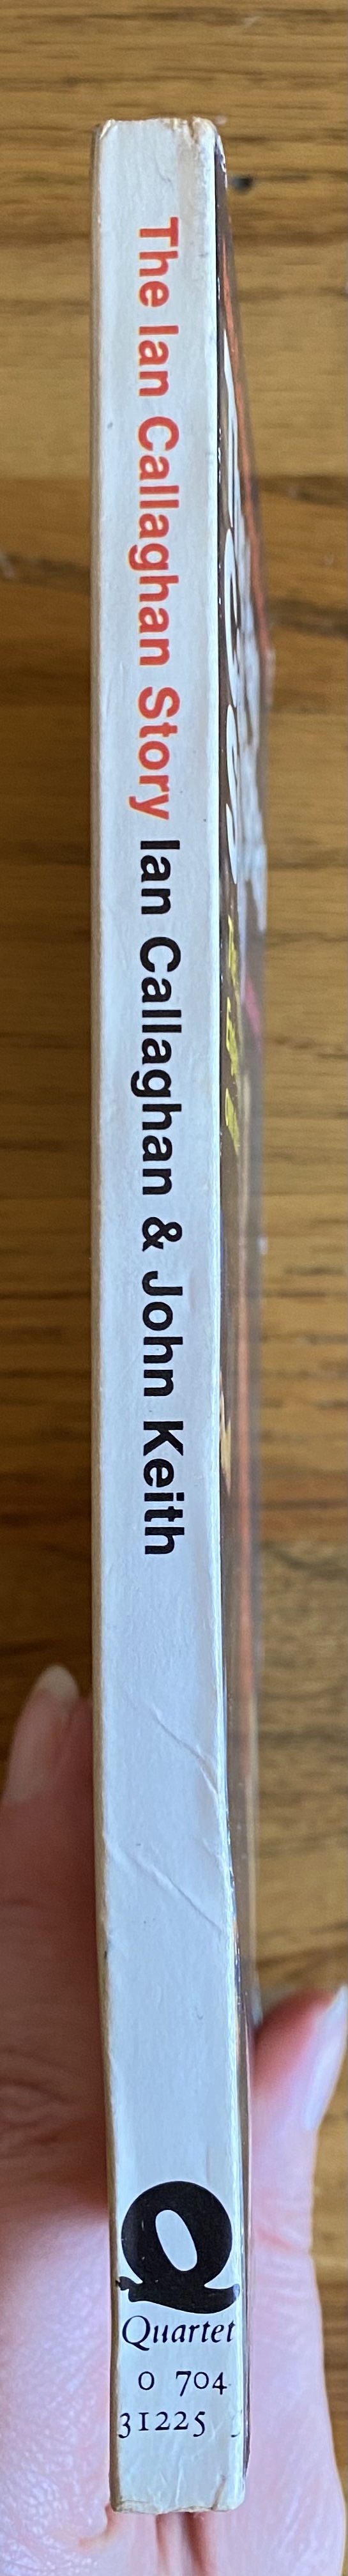 The Ian Callaghan Story Ian Callaghan & John Keith
Quartet
0 704
31225